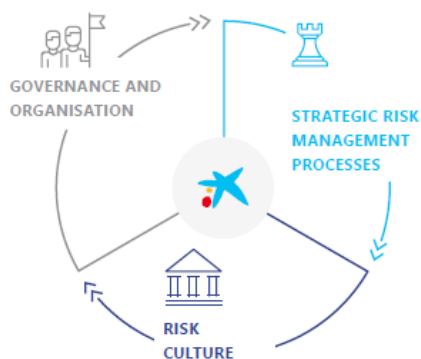 GOVERNANCE AND
ORGANISATION
STRATEGIC RISK
MANAGEMENT
PROCESSES
RISK
CULTURE